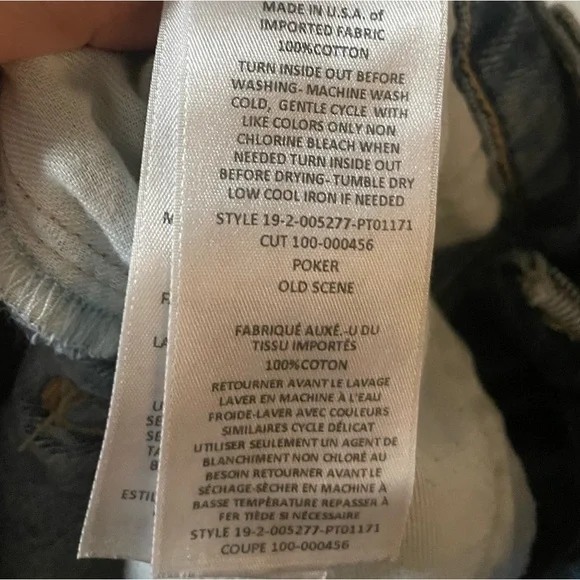 MADE IN U.S.A. of
IMPORTED FABRIC
100%COTTON
TURN INSIDE OUT BEFORE
WASHING- MACHINE WASH
COLD, GENTLE CYCLE WITH
LIKE COLORS ONLY NON
CHLORINE BLEACH WHEN
NEEDED TURN INSIDE OUT
BEFORE DRYING- TUMBLE DRY
LOW COOL IRON IF NEEDED
STYLE 19-2-005277-PT01171
CUT 100-000456
POKER
OLD SCENE
FABRIQUÉ AUXÉ.-U DU
TISSU IMPORTÉS
100%COTON
RETOURNER AVANT LE LAVAGE
LAVER EN MACHINE À L'EAU
FROIDE-LAVER AVEC COULEURS
SIMILAIRES CYCLE DÉLICAT
UTILISER SEULEMENT UN AGENT DE
BLANCHIMENT NON CHLORÉ AU
BESOIN RETOURNER AVANT LE
SÉCHAGE-SÉCHER EN MACHINE À
BASSE TEMPÉRATURE REPASSER À
FER TIÈDE SI NÉCESSAIRE
STYLE 19-2-005277-PT01171
COUPE 100-000456